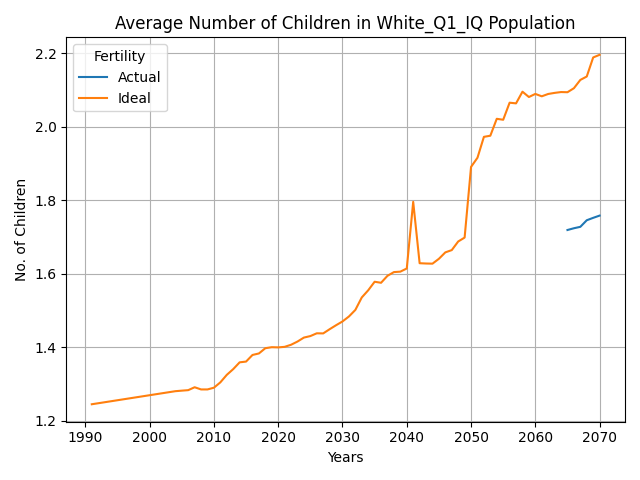 Average Number of Children in White_Q1_IQ Population
Fertility
Actual
Ideal
No. of Children
2.2
2.0
1.8
1.6
1.4
1.2
1990 2000 2010 2020 2030 2040 2050 2060 2070
Years